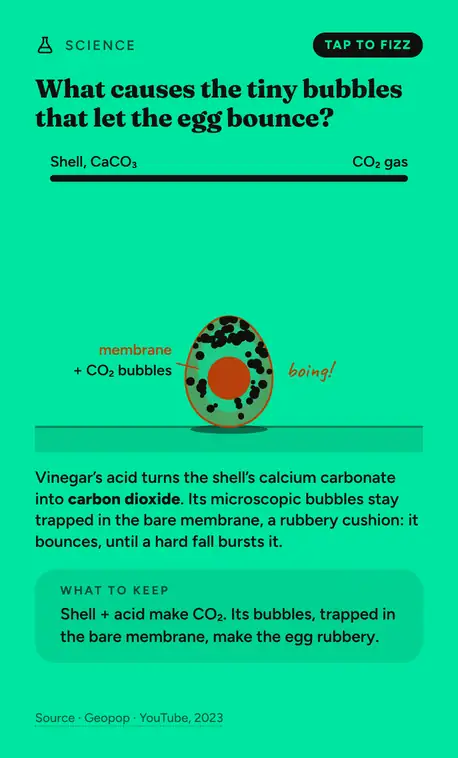 SCIENCE
TAP TO FIZZ
What causes the tiny bubbles
that let the egg bounce?
Shell, CaCO₃
CO₂ gas
membrane
+ CO₂ bubbles
boing!
Vinegar’s acid turns the shell’s calcium carbonate
into carbon dioxide. Its microscopic bubbles stay
trapped in the bare membrane, a rubbery cushion: it
bounces, until a hard fall bursts it.
WHAT TO KEEP
Shell + acid make CO₂. Its bubbles, trapped in
the bare membrane, make the egg rubbery.
Source · Geopop · YouTube, 2023